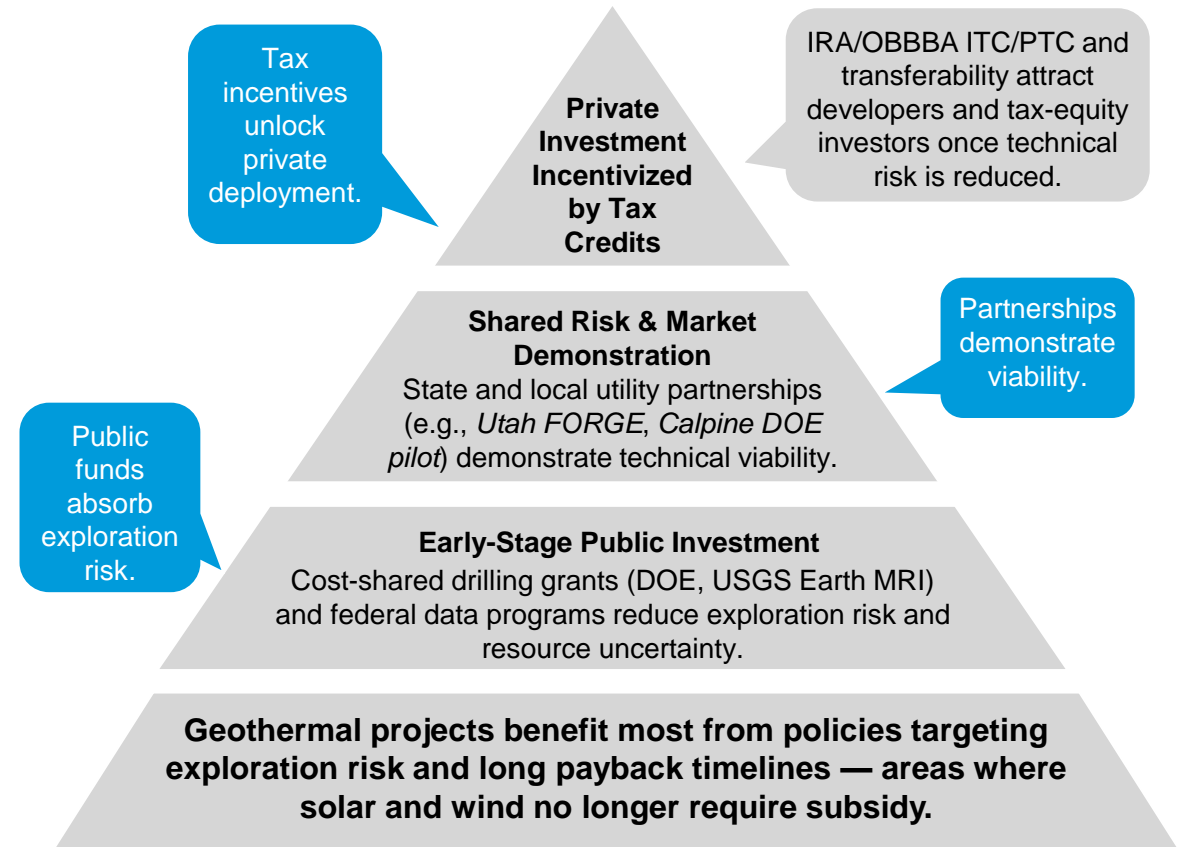 Tax
incentives
unlock
private
deployment.
Private
Investment
Incentivized
by Tax
Credits
IRA/OBBBA ITC/PTC and
transferability attract
developers and tax-equity
investors once technical
risk is reduced.
Shared Risk & Market
Demonstration
State and local utility partnerships
(e.g., Utah FORGE, Calpine DOE
pilot) demonstrate technical viability.
Partnerships
demonstrate
viability.
Public
funds
absorb
exploration
risk.
Early-Stage Public Investment
Cost-shared drilling grants (DOE, USGS Earth MRI)
and federal data programs reduce exploration risk and
resource uncertainty.
Geothermal projects benefit most from policies targeting
exploration risk and long payback timelines — areas where
solar and wind no longer require subsidy.